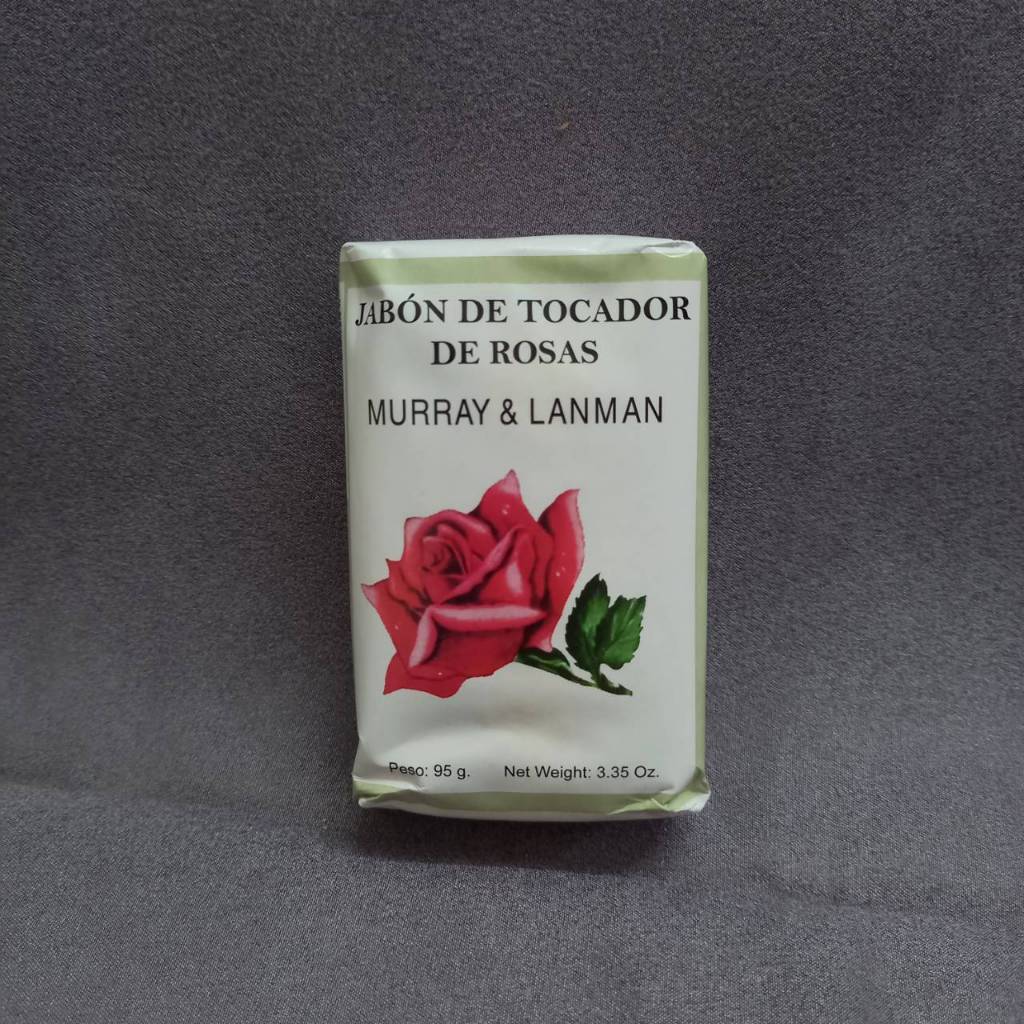 JABÓN DE TOCADOR
DE ROSAS
MURRAY & LANMAN
Peso: 95 g. Net Weight: 3.35 Oz.